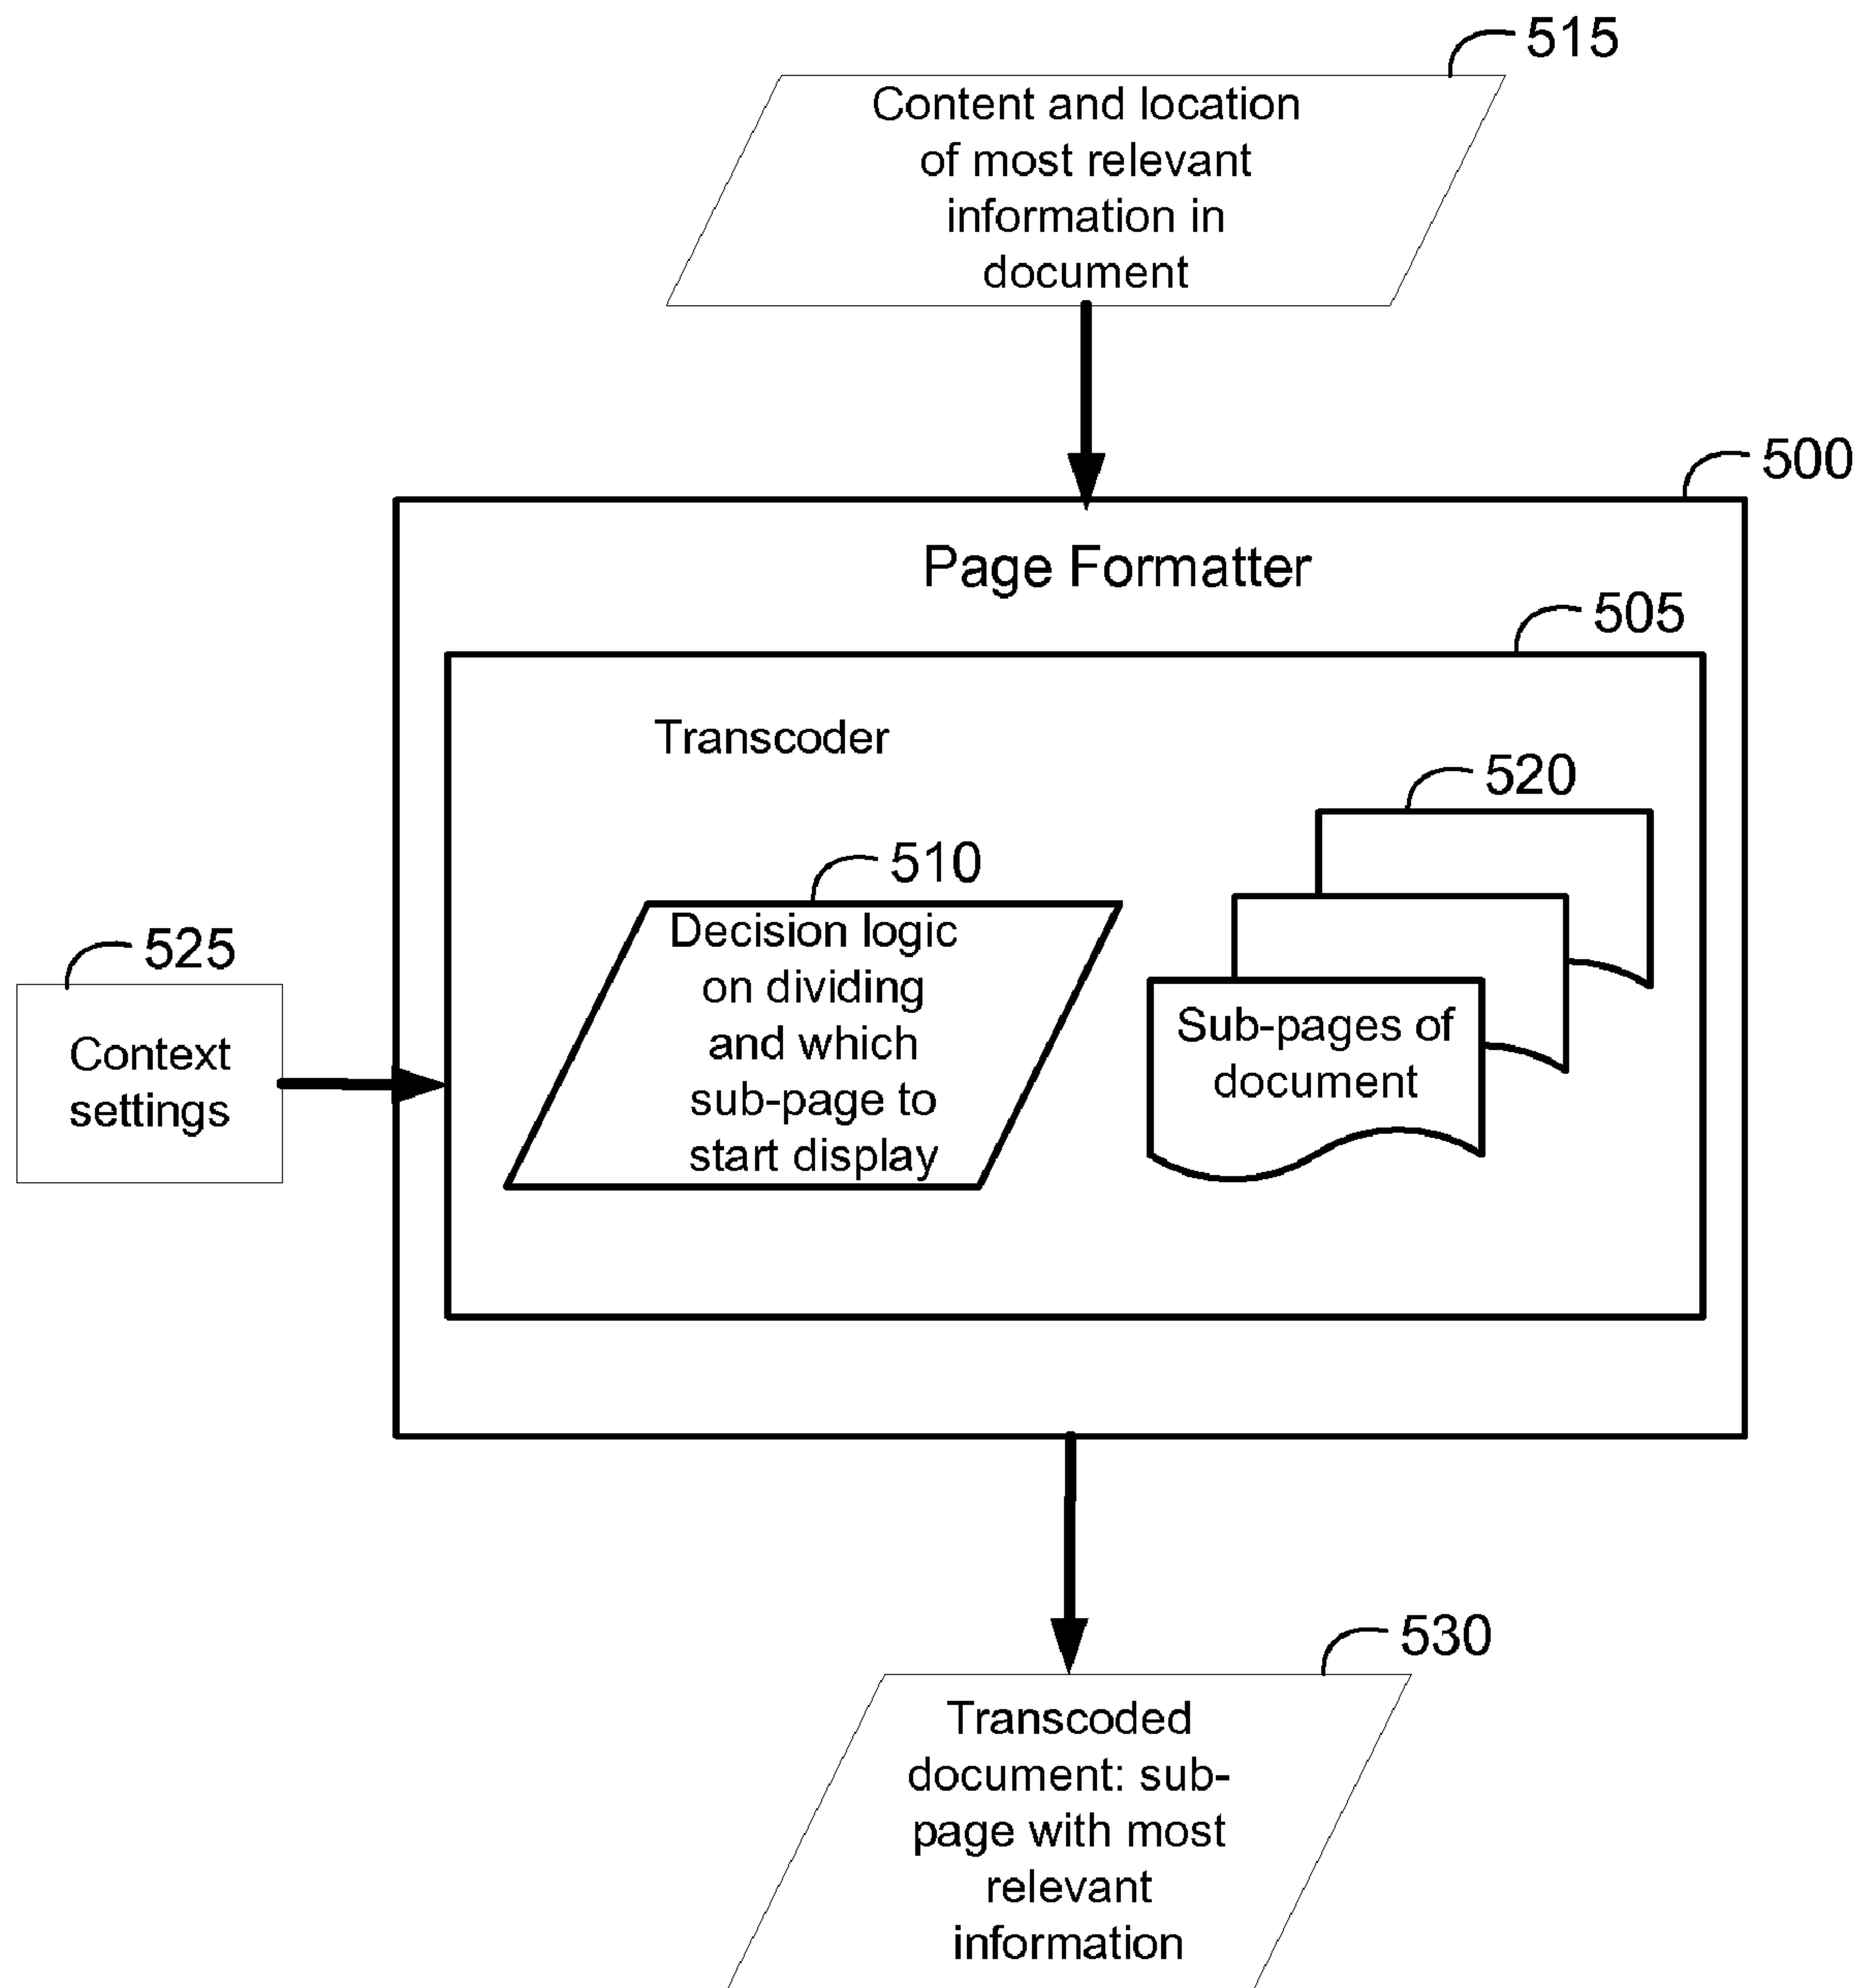 515
Content and location
of most relevant
information in
document
500
Page Formatter
505
Transcoder
520
510
Decision logic
on dividing
and which
sub-page to
start display
Sub-pages of
document
525
Context
settings
530
Transcoded
document: sub-
page with most
relevant
information